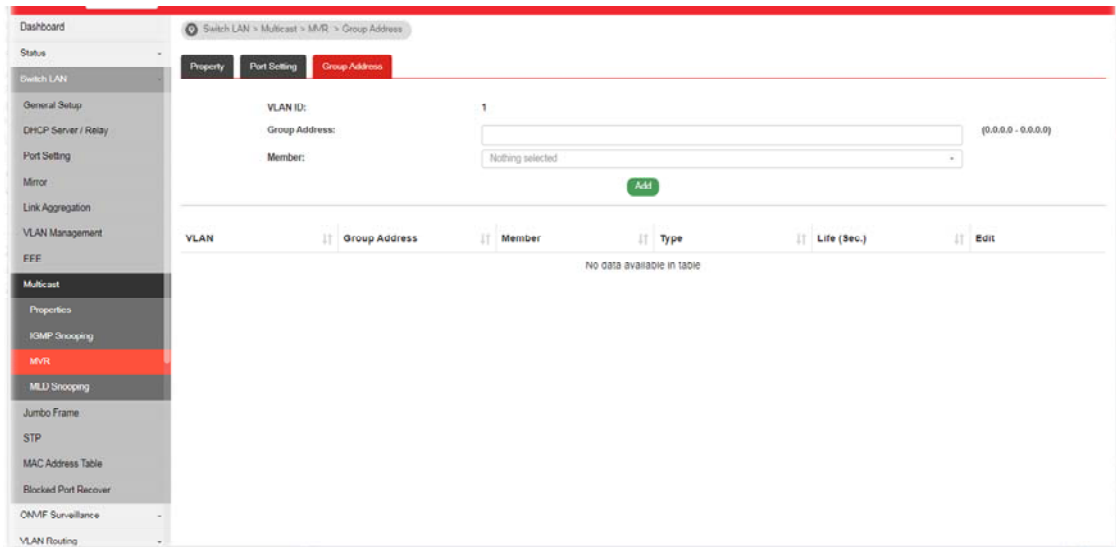 Dashboard
Switch LAN > Multicast > MVR > Group Address
Status
Property Port Setting Group Address
Switch LAN
General Setup
VLAN ID: 1
DHCP Server / Relay
Group Address: (0.0.0.0 - 0.0.0.0)
Port Setting
Member: Nothing selected
Mirror
Add
Link Aggregation
VLAN Management
VLAN Group Address Member Type Life (Sec.) Edit
EEE
No data available in table
Multicast
Properties
IGMP Snooping
MVR
MLD Snooping
Jumbo Frame
STP
MAC Address Table
Blocked Port Recover
ONVIF Surveillance
VLAN Routing